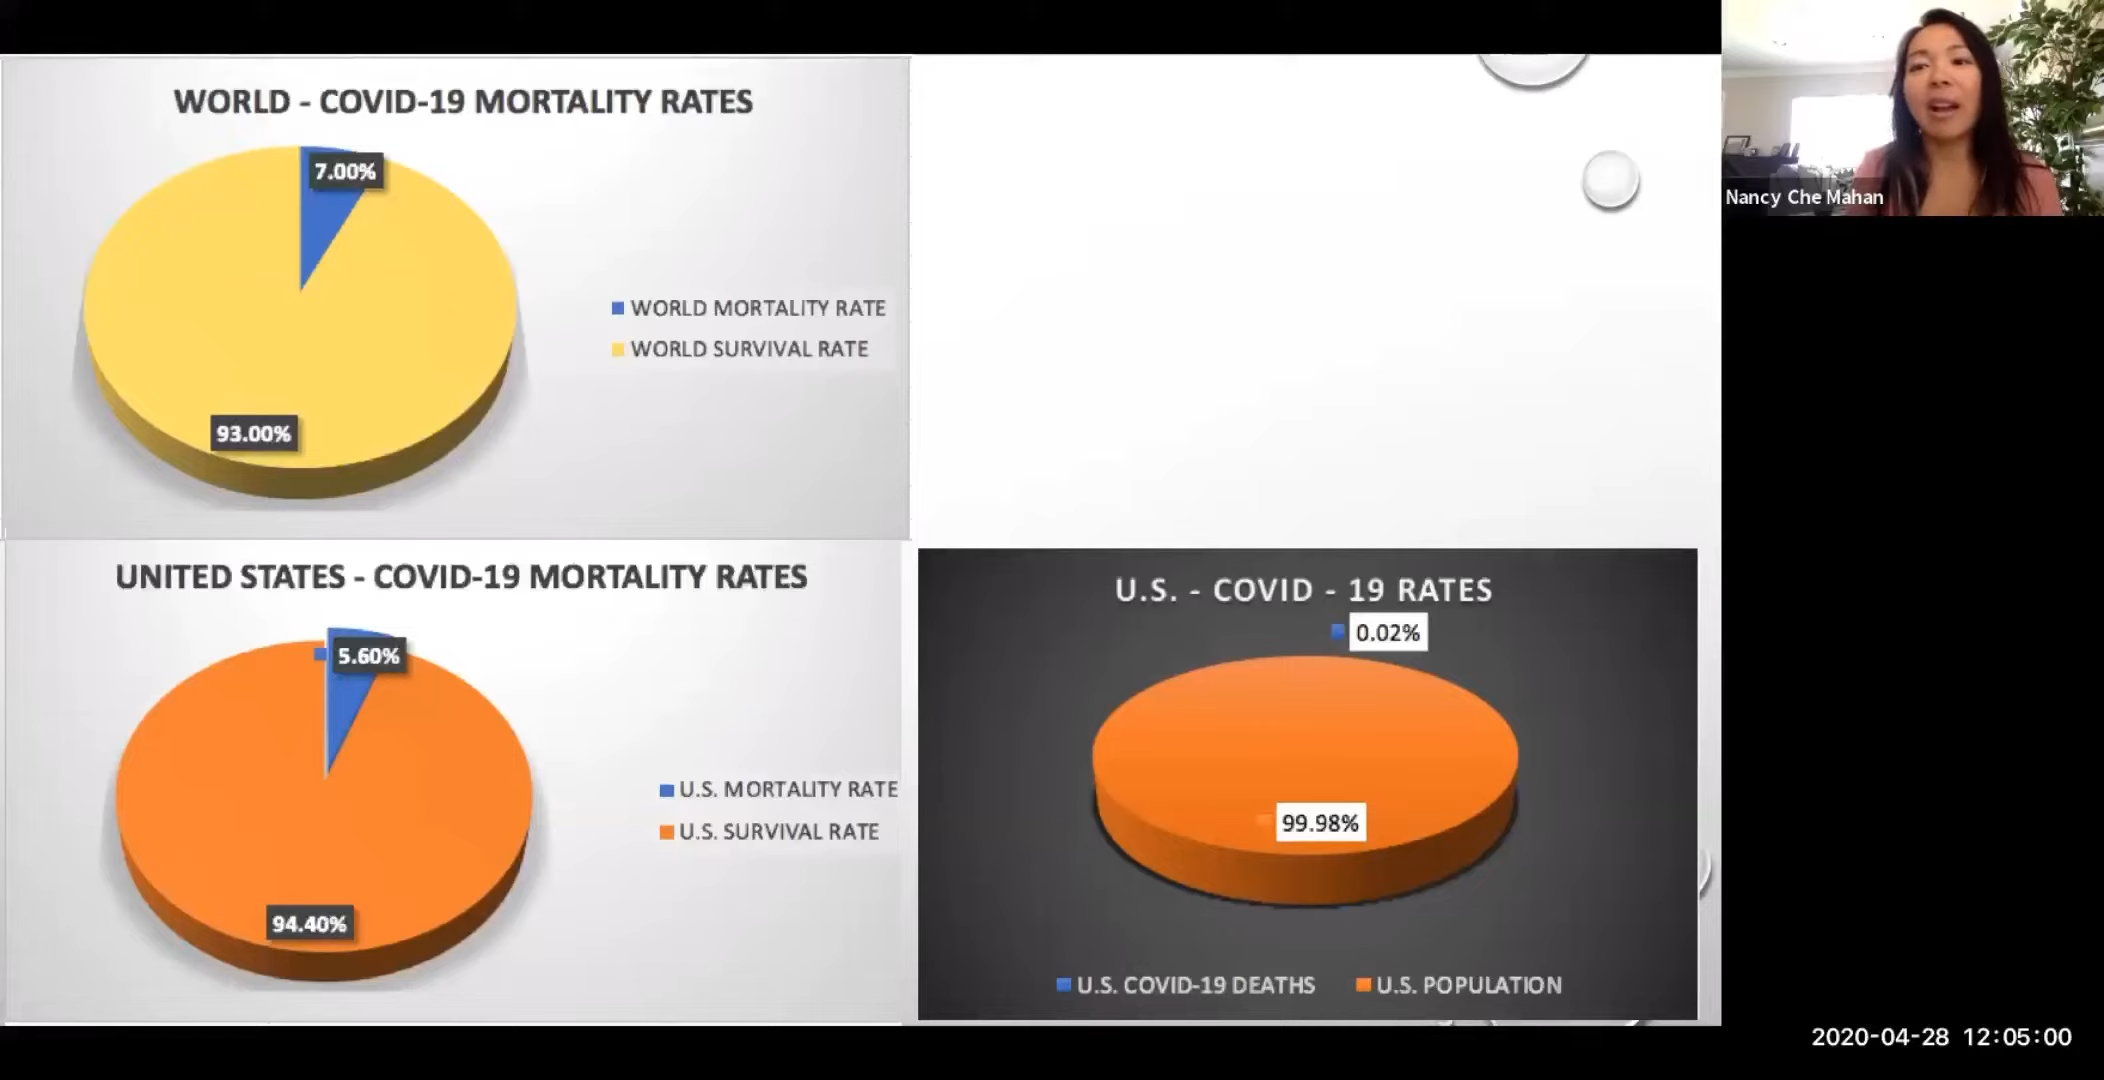 WORLD - COVID-19 MORTALITY RATES
7.00%
WORLD MORTALITY RATE
WORLD SURVIVAL RATE
93.00%
Nancy Che Mahan
UNITED STATES - COVID-19 MORTALITY RATES
5.60%
U.S. MORTALITY RATE
U.S. SURVIVAL RATE
94.40%
U.S. - COVID - 19 RATES
0.02%
99.98%
U.S. COVID-19 DEATHS
U.S. POPULATION
2020-04-28 12:05:00